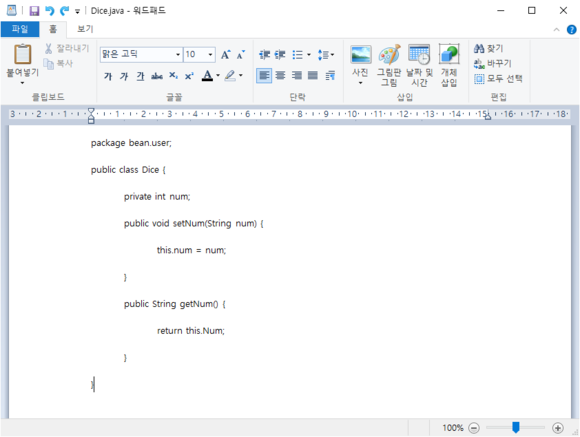 Dice.java - 워드패드
파일 홈 보기
붙여넣기
잘라내기
복사
클립보드
맑은 고딕 10
가 가 가 abc X₂ X² A
글꼴
단락
사진 그림판 그림 날짜 및 시간 개체 삽입
삽입
찾기
바꾸기
모두 선택
편집
3 2 1 1 2 3 4 5 6 7 8 9 10 11 12 13 14 15 16 17 18
package bean.user;
public class Dice {
private int num;
public void setNum(String num) {
this.num = num;
}
public String getNum() {
return this.Num;
}
}
100%